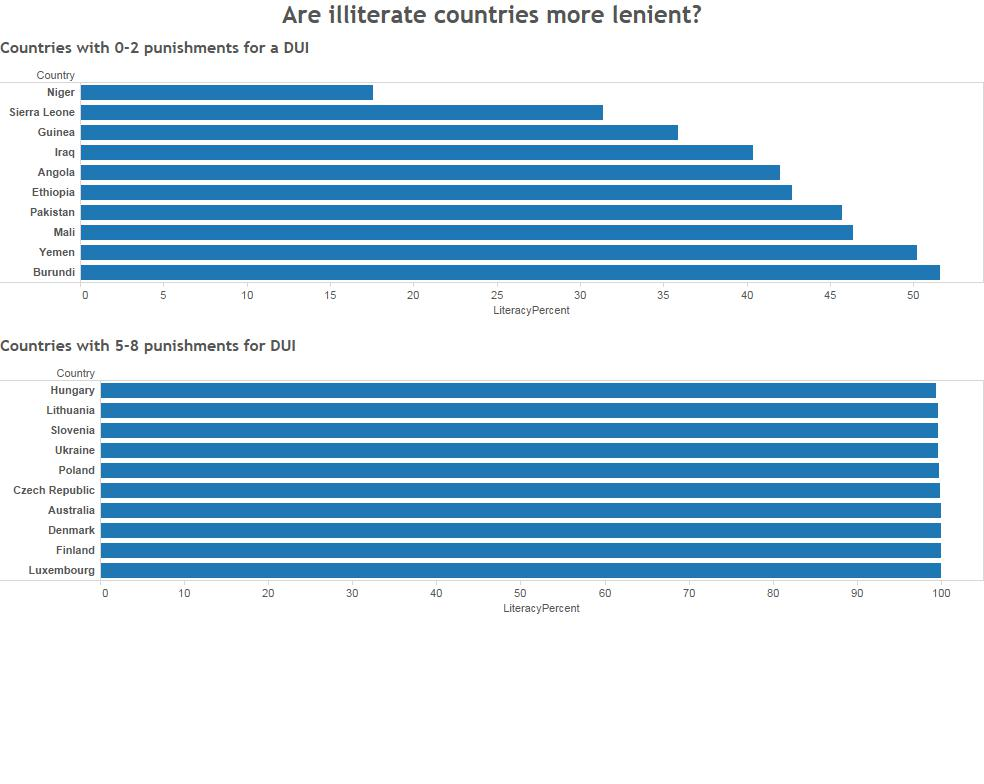 Are illiterate countries more lenient?
Countries with 0-2 punishments for a DUI
Country
Niger
Sierra Leone
Guinea
Iraq
Angola
Ethiopia
Pakistan
Mali
Yemen
Burundi
0 5 10 15 20 25 30 35 40 45 50
LiteracyPercent
Countries with 5-8 punishments for DUI
Country
Hungary
Lithuania
Slovenia
Ukraine
Poland
Czech Republic
Australia
Denmark
Finland
Luxembourg
0 10 20 30 40 50 60 70 80 90 100
LiteracyPercent